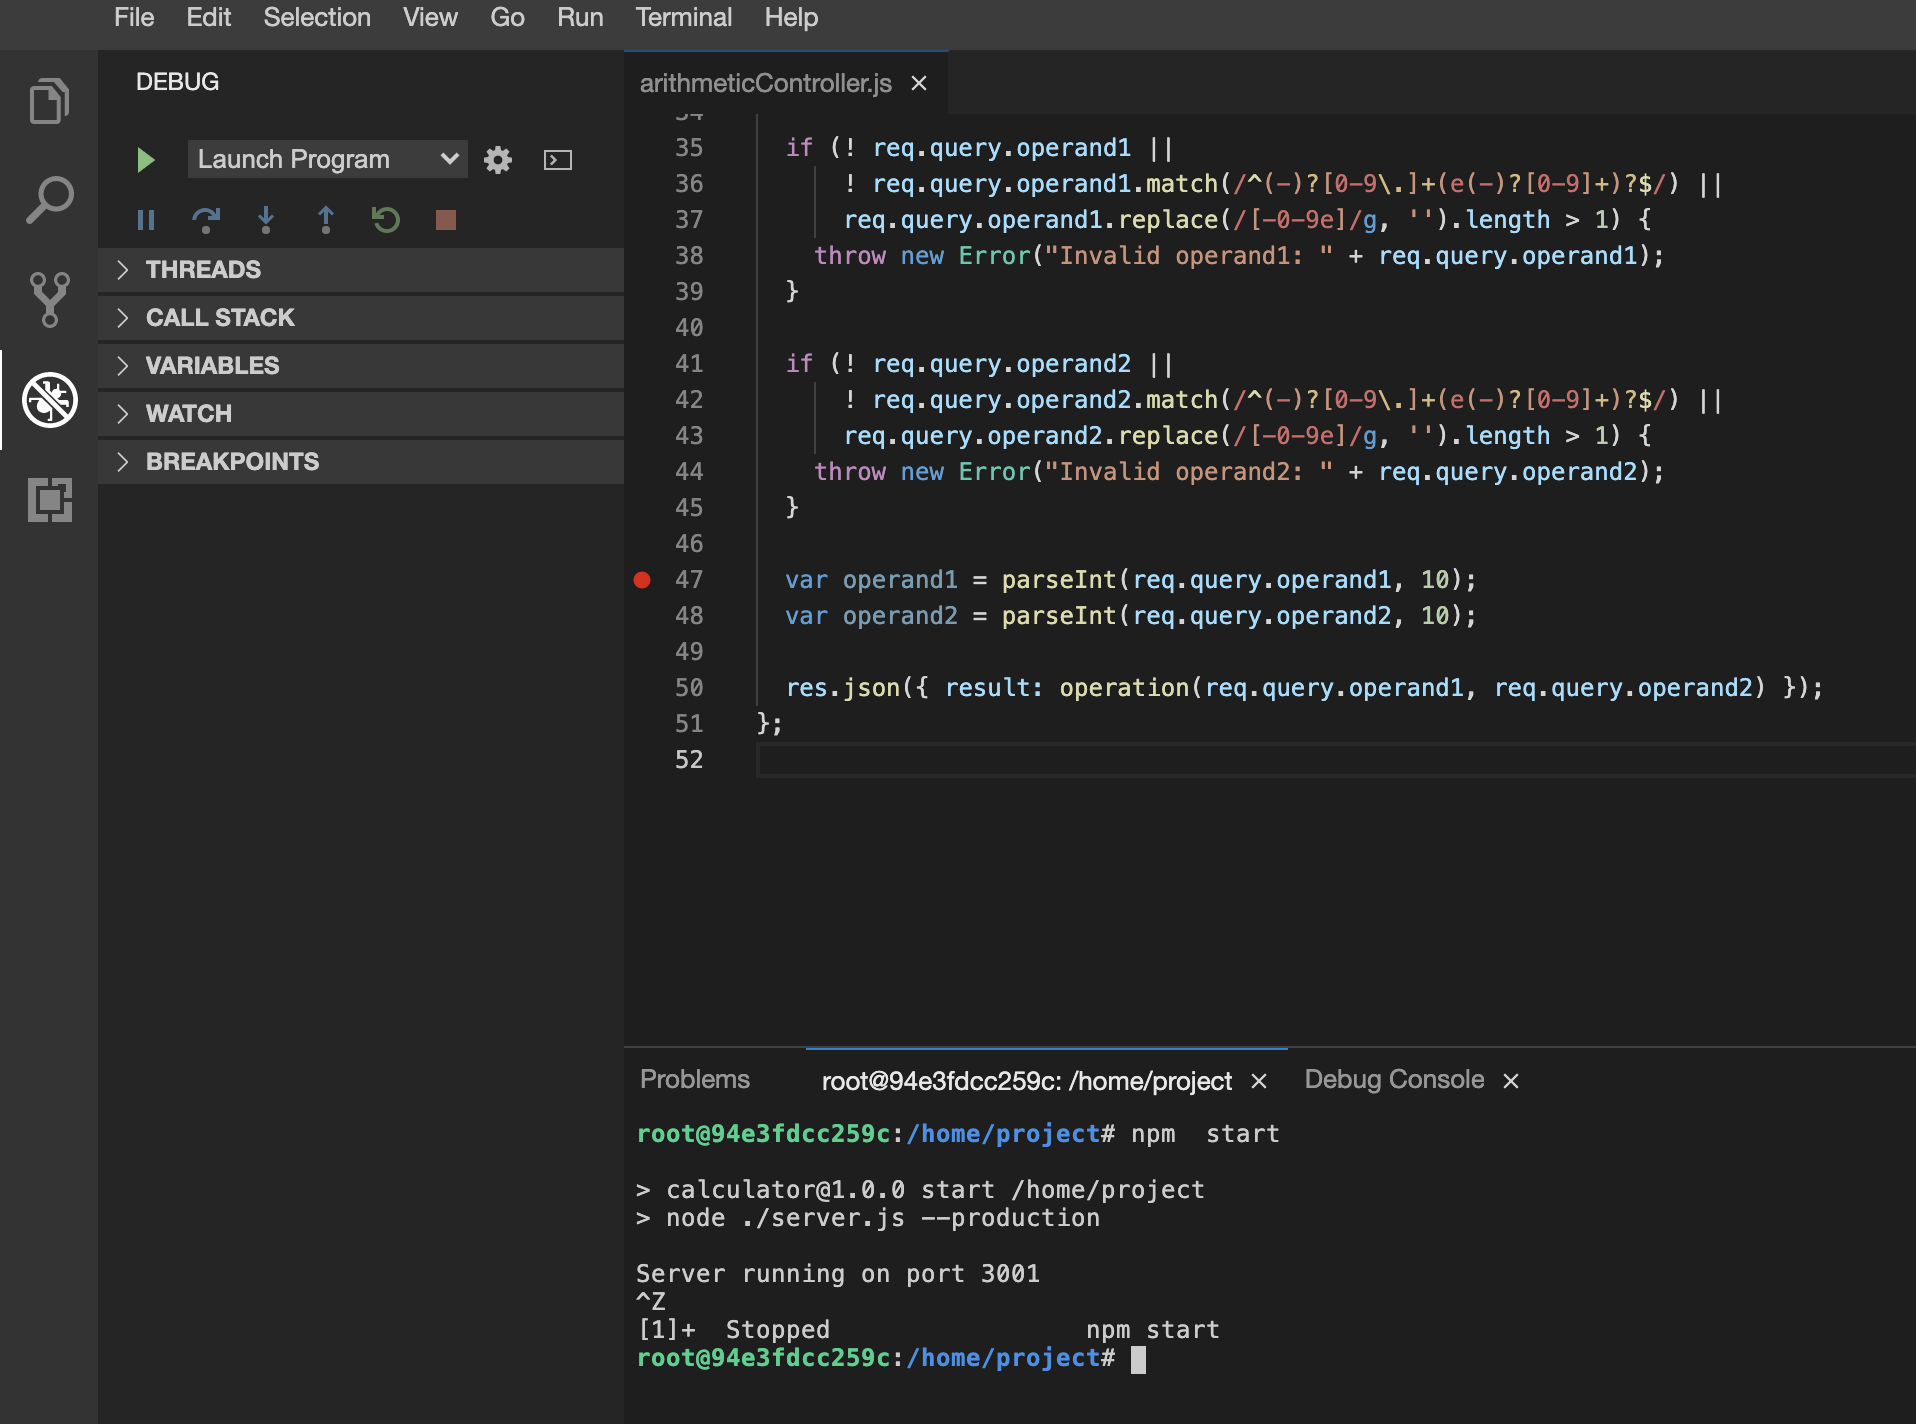 File Edit Selection View Go Run Terminal Help
DEBUG
Launch Program
THREADS
CALL STACK
VARIABLES
WATCH
BREAKPOINTS
arithmeticController.js ×
34
35 if (! req.query.operand1 ||
36 ! req.query.operand1.match(/^(-)?[0-9\.]+(e(-)?[0-9]+)?$/) ||
37 req.query.operand1.replace(/[-0-9e]/g, '').length > 1) {
38 throw new Error("Invalid operand1: " + req.query.operand1);
39 }
40
41 if (! req.query.operand2 ||
42 ! req.query.operand2.match(/^(-)?[0-9\.]+(e(-)?[0-9]+)?$/) ||
43 req.query.operand2.replace(/[-0-9e]/g, '').length > 1) {
44 throw new Error("Invalid operand2: " + req.query.operand2);
45 }
46
47 var operand1 = parseInt(req.query.operand1, 10);
48 var operand2 = parseInt(req.query.operand2, 10);
49
50 res.json({ result: operation(req.query.operand1, req.query.operand2) });
51 };
52
Problems root@94e3fdcc259c: /home/project × Debug Console ×
root@94e3fdcc259c:/home/project# npm  start
> calculator@1.0.0 start /home/project
> node ./server.js --production
Server running on port 3001
^Z
[1]+  Stopped                 npm start
root@94e3fdcc259c:/home/project#